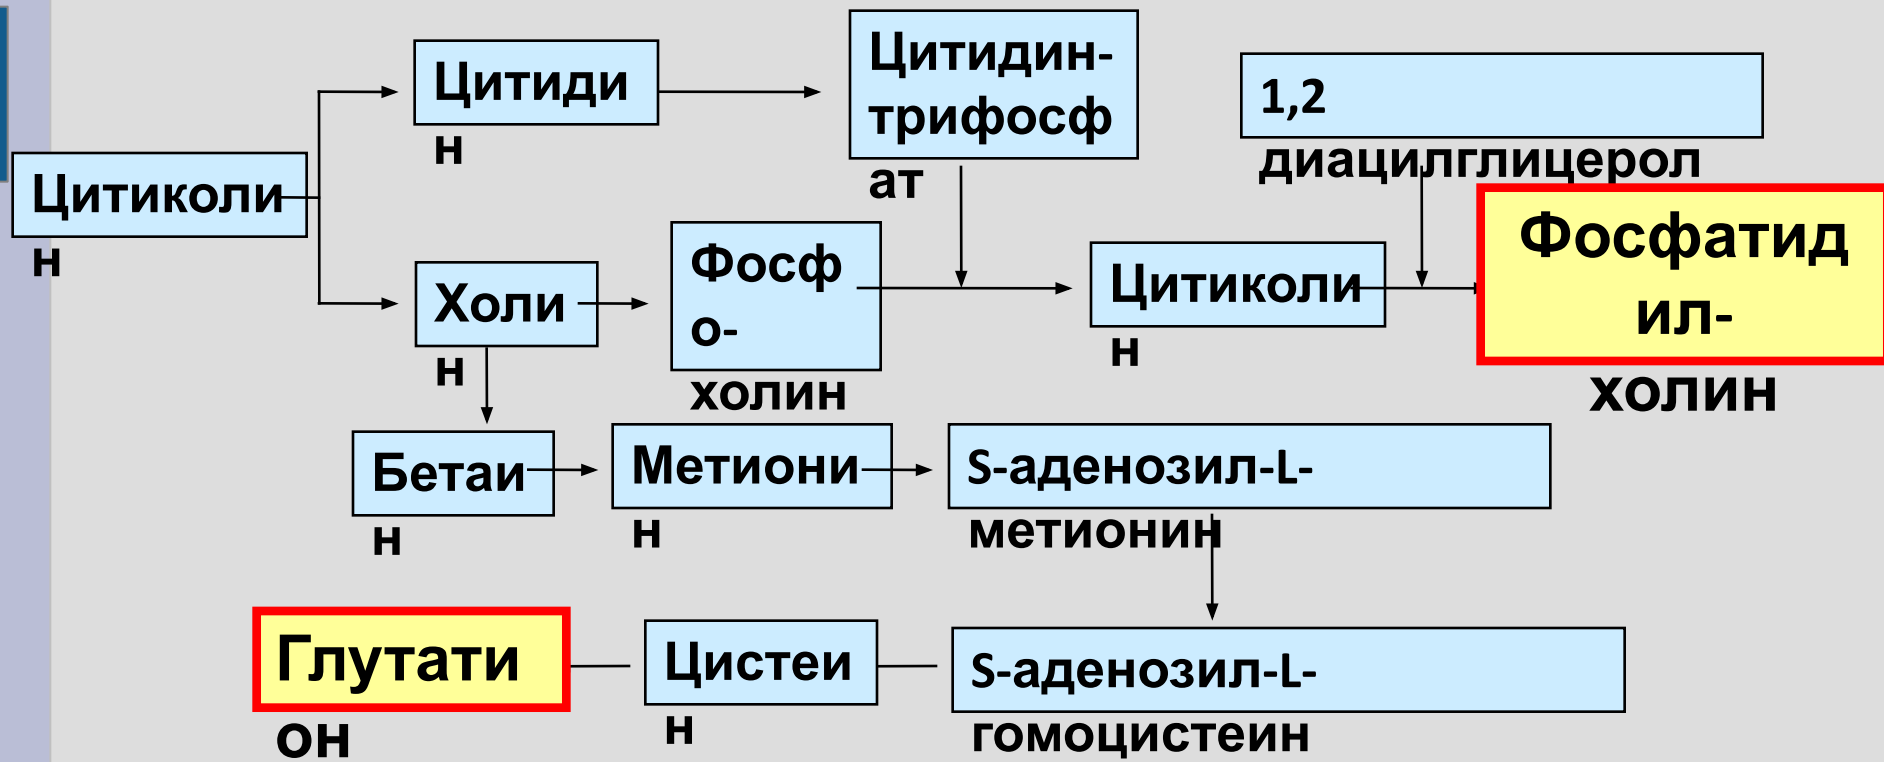 Цитиколи
н
Цитиди
н
Цитидин-
трифосф
ат
1,2
диацилглицерол
Холи
н
Фосф
о-
холин
Цитиколи
н
Фосфатид
ил-
холин
Бетаи
н
Метиони
н
S-аденозил-L-
метионин
Глутати
он
Цистеи
н
S-аденозил-L-
гомоцистеин